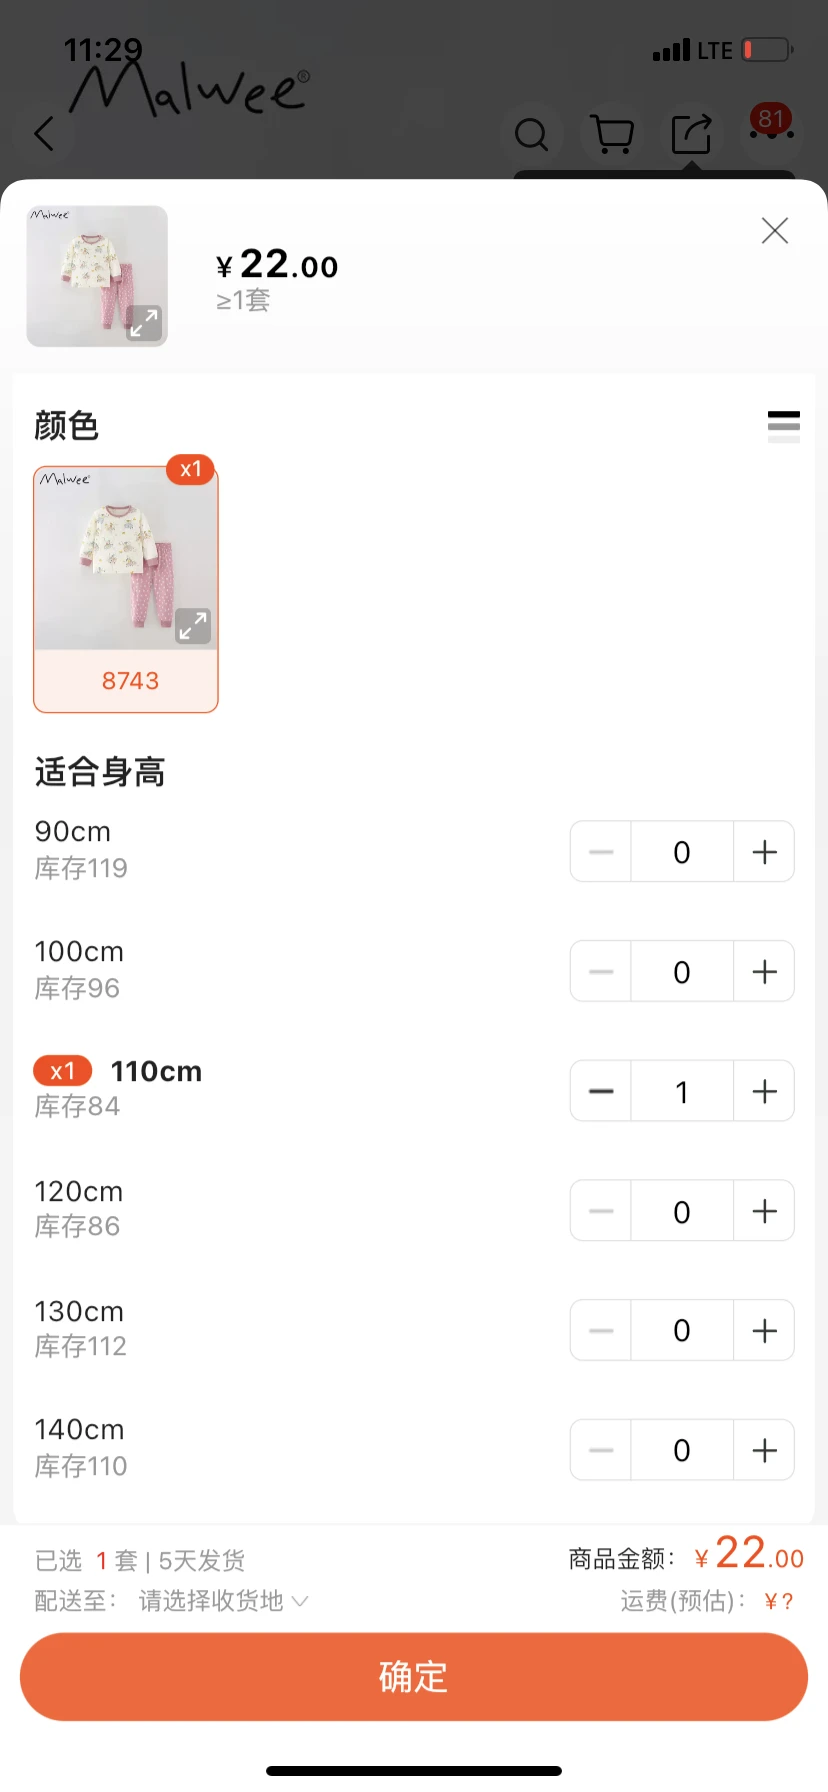 11:29
LTE
Malwee®
81
Malwee
¥22.00
≥1套
颜色
x1
Malwee
8743
适合身高
90cm
0
库存119
100cm
0
库存96
x1 110cm
1
库存84
120cm
0
库存86
130cm
0
库存112
140cm
0
库存110
已选 1 套 | 5天发货
商品金额: ¥22.00
配送至: 请选择收货地
运费(预估): ¥?
确定